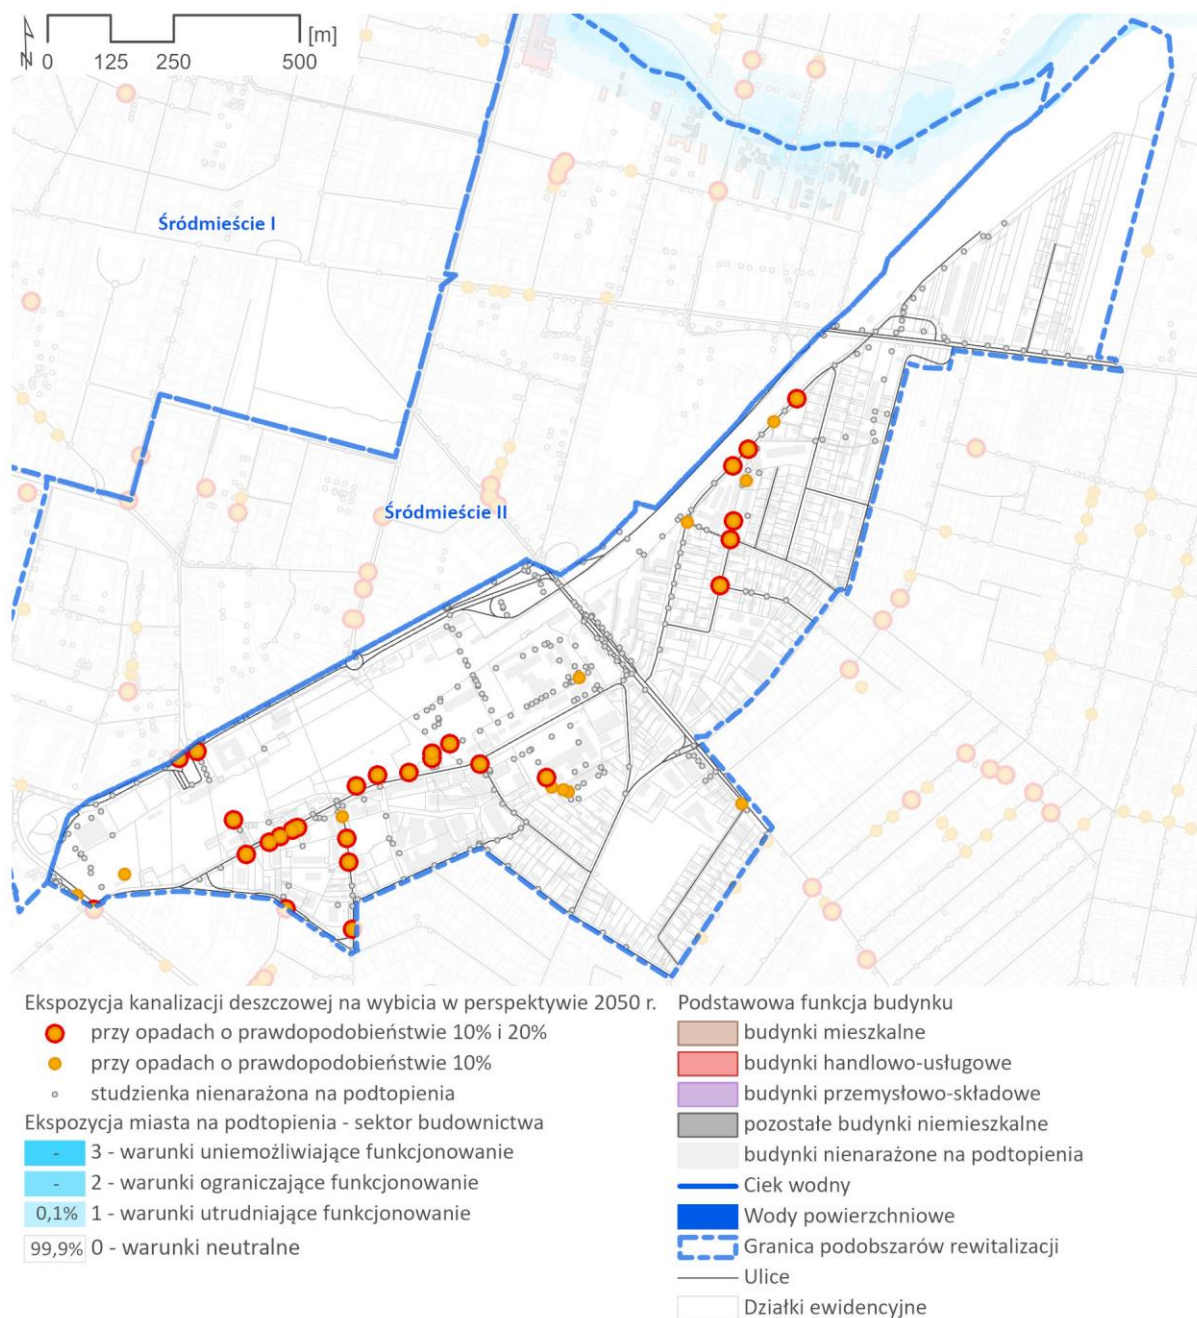 [m]
N 0 125 250 500
Śródmieście I
Śródmieście II
Ekspozycja kanalizacji deszczowej na wybicia w perspektywie 2050 r.
przy opadach o prawdopodobieństwie 10% i 20%
przy opadach o prawdopodobieństwie 10%
studzienka nienarażona na podtopienia
Ekspozycja miasta na podtopienia - sektor budownictwa
- 3 - warunki uniemożliwiające funkcjonowanie
- 2 - warunki ograniczające funkcjonowanie
0,1% 1 - warunki utrudniające funkcjonowanie
99,9% 0 - warunki neutralne
Podstawowa funkcja budynku
budynki mieszkalne
budynki handlowo-usługowe
budynki przemysłowo-składowe
pozostałe budynki niemieszkalne
budynki nienarażone na podtopienia
Ciek wodny
Wody powierzchniowe
Granica podobszarów rewitalizacji
Ulice
Działki ewidencyjne